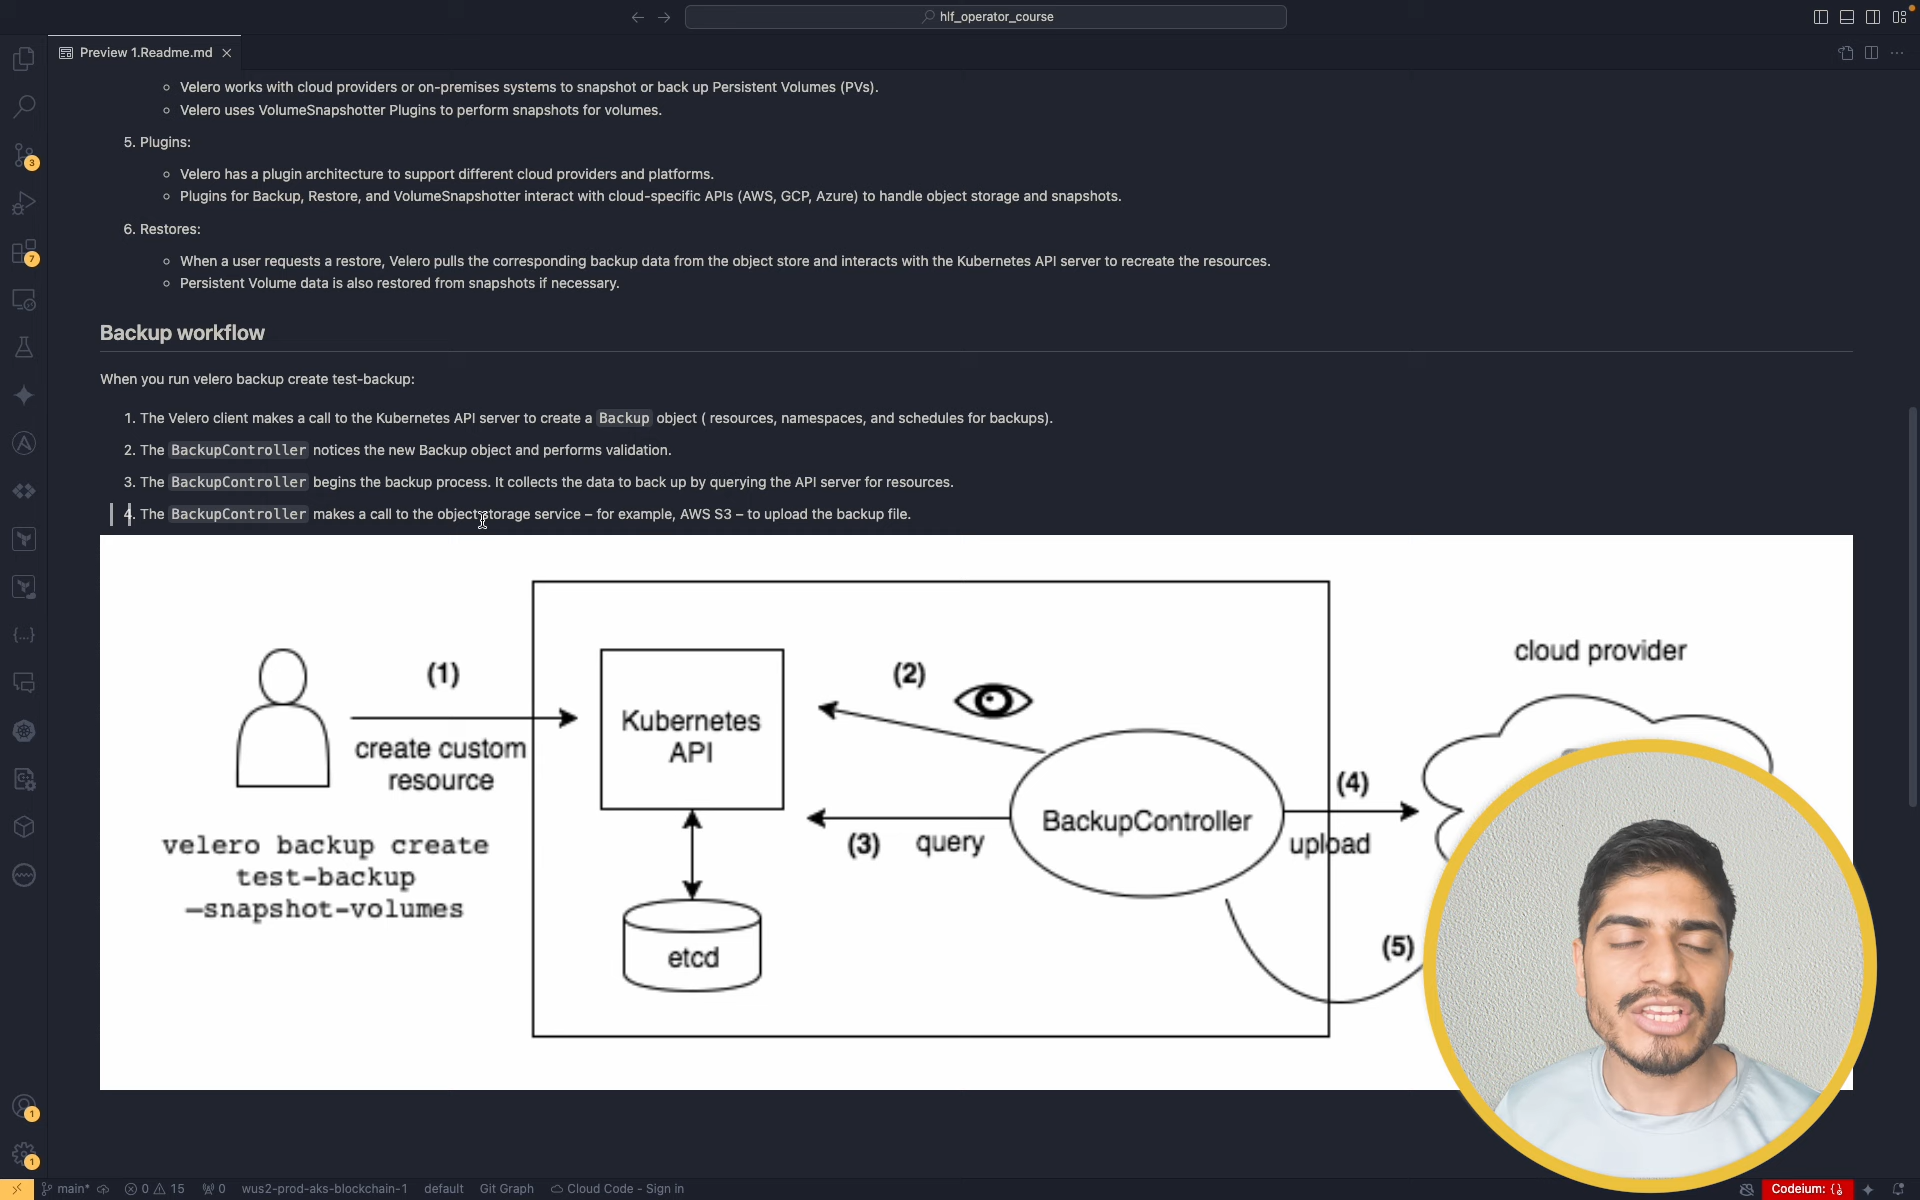 hlf_operator_course
Preview 1.Readme.md
Velero works with cloud providers or on-premises systems to snapshot or back up Persistent Volumes (PVs).
Velero uses VolumeSnapshotter Plugins to perform snapshots for volumes.
5. Plugins:
Velero has a plugin architecture to support different cloud providers and platforms.
Plugins for Backup, Restore, and VolumeSnapshotter interact with cloud-specific APIs (AWS, GCP, Azure) to handle object storage and snapshots.
6. Restores:
When a user requests a restore, Velero pulls the corresponding backup data from the object store and interacts with the Kubernetes API server to recreate the resources.
Persistent Volume data is also restored from snapshots if necessary.
Backup workflow
When you run velero backup create test-backup:
1. The Velero client makes a call to the Kubernetes API server to create a Backup object ( resources, namespaces, and schedules for backups).
2. The BackupController notices the new Backup object and performs validation.
3. The BackupController begins the backup process. It collects the data to back up by querying the API server for resources.
4. The BackupController makes a call to the object storage service – for example, AWS S3 – to upload the backup file.
(1)
create custom
resource
velero backup create
test-backup
—snapshot-volumes
Kubernetes
API
etcd
(2)
(3) query
BackupController
(4)
upload
(5)
cloud provider
3
7
1
1
main*
0
15
0
wus2-prod-aks-blockchain-1
default
Git Graph
Cloud Code - Sign in
Codeium: {}